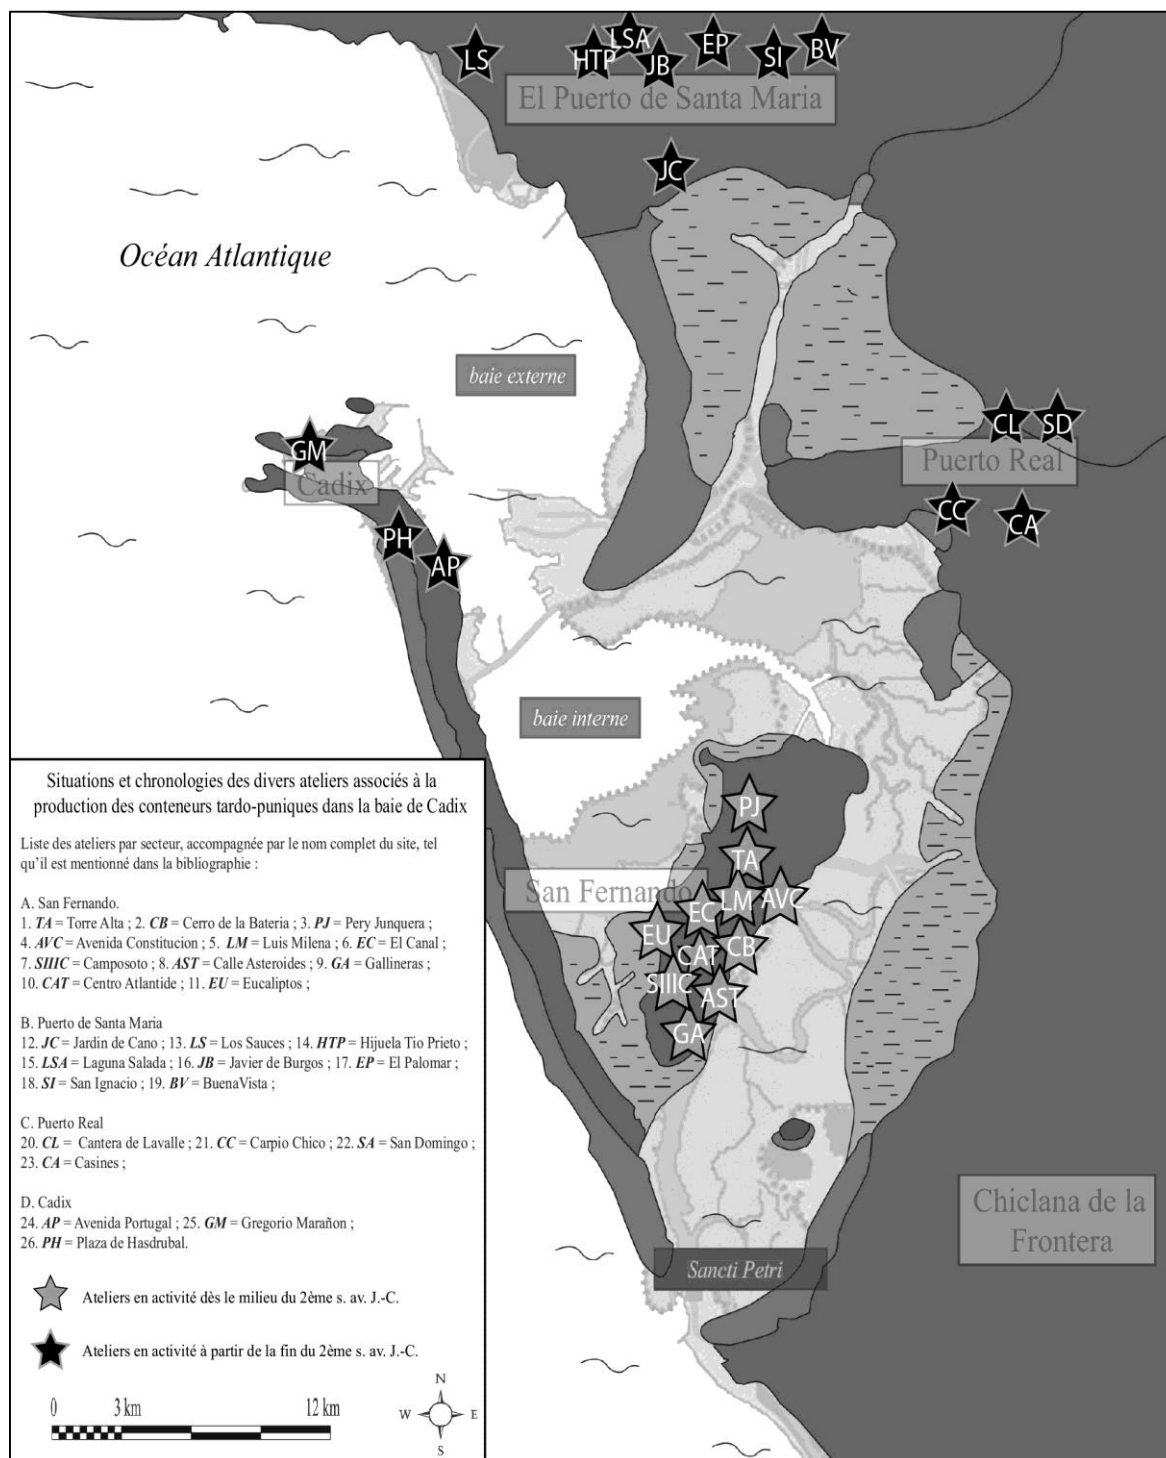 LS
HTP
LSA
JB
EP
SI
BV
El Puerto de Santa Maria
JC
Océan Atlantique
baie externe
GM
Cadix
PH
AP
CL
SD
Puerto Real
CC
CA
baie interne
PJ
TA
San Fernando
EC
LM
AVC
EU
CAT
CB
SIIIC
AST
GA
Sancti Petri
Chiclana de la
Frontera
Situations et chronologies des divers ateliers associés à la
production des conteneurs tardo-puniques dans la baie de Cadix
Liste des ateliers par secteur, accompagnée par le nom complet du site, tel
qu'il est mentionné dans la bibliographie :
A. San Fernando.
1. TA = Torre Alta ; 2. CB = Cerro de la Bateria ; 3. PJ = Pery Junquera ;
4. AVC = Avenida Constitucion ; 5. LM = Luis Milena ; 6. EC = El Canal ;
7. SIIIC = Camposoto ; 8. AST = Calle Asteroides ; 9. GA = Gallineras ;
10. CAT = Centro Atlantide ; 11. EU = Eucaliptos ;
B. Puerto de Santa Maria
12. JC = Jardin de Cano ; 13. LS = Los Sauces ; 14. HTP = Hijuela Tio Prieto ;
15. LSA = Laguna Salada ; 16. JB = Javier de Burgos ; 17. EP = El Palomar ;
18. SI = San Ignacio ; 19. BV = BuenaVista ;
C. Puerto Real
20. CL = Cantera de Lavalle ; 21. CC = Carpio Chico ; 22. SA = San Domingo ;
23. CA = Casines ;
D. Cadix
24. AP = Avenida Portugal ; 25. GM = Gregorio Marañon ;
26. PH = Plaza de Hasdrubal.
Ateliers en activité dès le milieu du 2ème s. av. J.-C.
Ateliers en activité à partir de la fin du 2ème s. av. J.-C.
0 3 km 12 km
N
W E
S